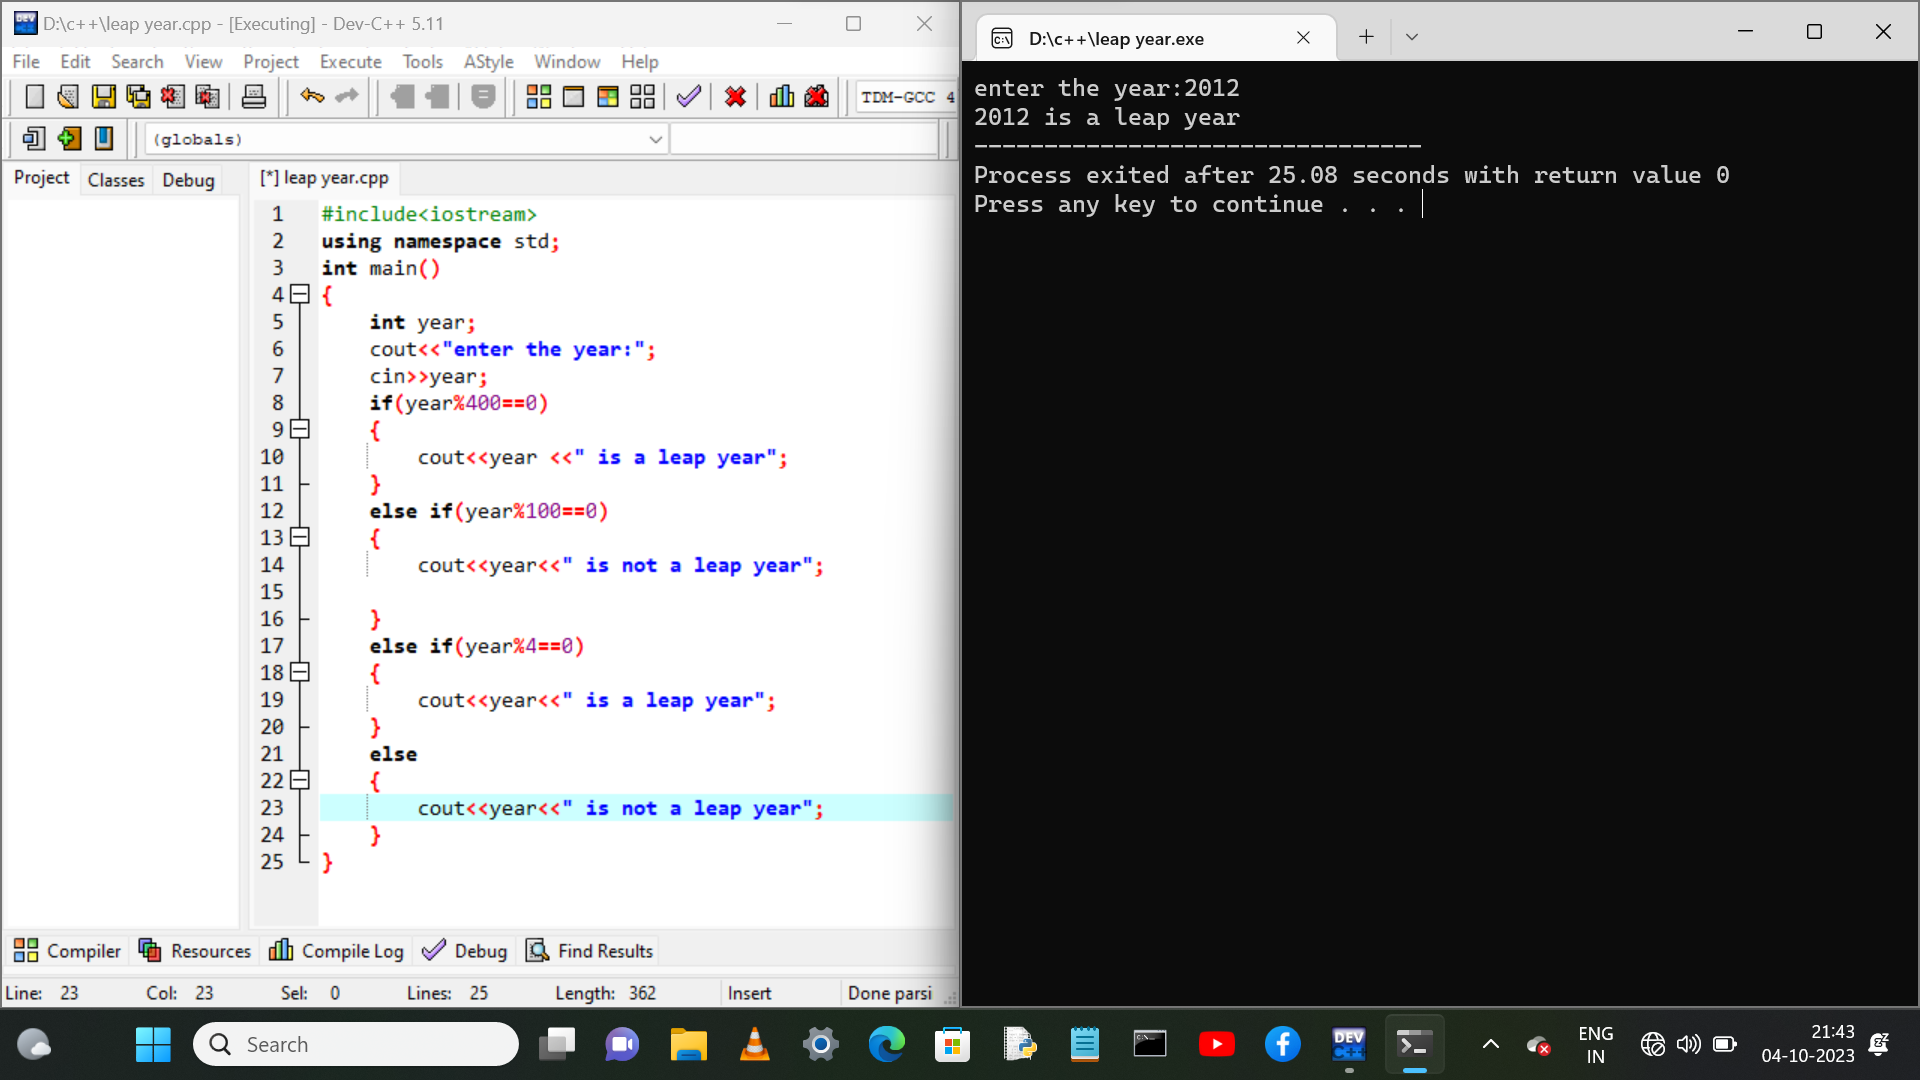 D:\c++\leap year.cpp - [Executing] - Dev-C++ 5.11
File Edit Search View Project Execute Tools AStyle Window Help
TDM-GCC 4
(globals)
Project Classes Debug
[*] leap year.cpp
1 #include<iostream>
2 using namespace std;
3 int main()
4 {
5 int year;
6 cout<<"enter the year:";
7 cin>>year;
8 if(year%400==0)
9 {
10 cout<<year <<" is a leap year";
11 }
12 else if(year%100==0)
13 {
14 cout<<year<<" is not a leap year";
15
16 }
17 else if(year%4==0)
18 {
19 cout<<year<<" is a leap year";
20 }
21 else
22 {
23 cout<<year<<" is not a leap year";
24 }
25 }
Compiler Resources Compile Log Debug Find Results
Line: 23 Col: 23 Sel: 0 Lines: 25 Length: 362 Insert Done parsi
D:\c++\leap year.exe
enter the year:2012
2012 is a leap year
--------------------------------
Process exited after 25.08 seconds with return value 0
Press any key to continue . . .
Search
DEV
C++
ENG
IN
21:43
04-10-2023